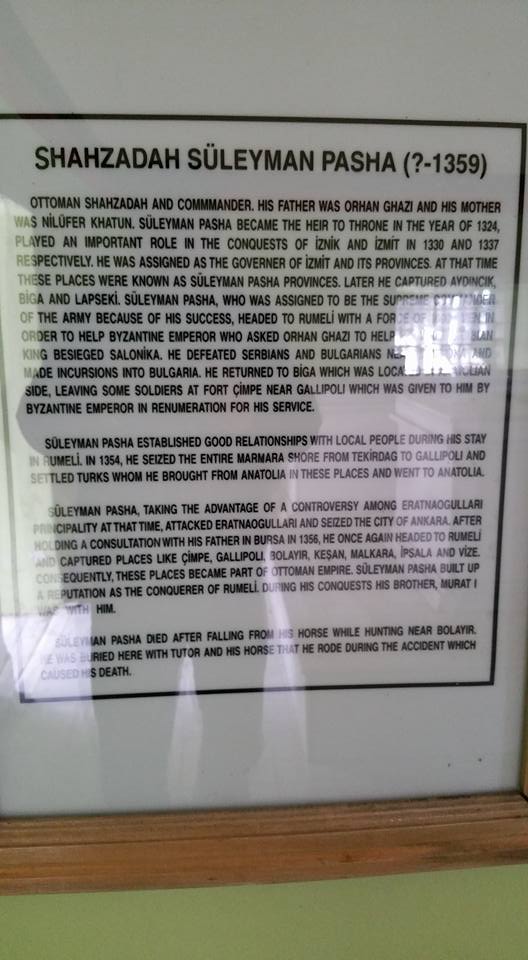 SHAHZADAH SÜLEYMAN PASHA (?-1359)
OTTOMAN SHAHZADAH AND COMMMANDER. HIS FATHER WAS ORHAN GHAZI AND HIS MOTHER
WAS NİLÜFER KHATUN. SÜLEYMAN PASHA BECAME THE HEIR TO THRONE IN THE YEAR OF 1324,
PLAYED AN IMPORTANT ROLE IN THE CONQUESTS OF İZNİK AND İZMİT IN 1330 AND 1337
RESPECTIVELY. HE WAS ASSIGNED AS THE GOVERNER OF İZMİT AND ITS PROVINCES. AT THAT TIME
THESE PLACES WERE KNOWN AS SÜLEYMAN PASHA PROVINCES. LATER HE CAPTURED AYDINCIK,
BİGA AND LAPSEKİ. SÜLEYMAN PASHA, WHO WAS ASSIGNED TO BE THE SUPREME COMMANDER
OF THE ARMY BECAUSE OF HIS SUCCESS, HEADED TO RUMELİ WITH A FORCE OF IN
ORDER TO HELP BYZANTINE EMPEROR WHO ASKED ORHAN GHAZI TO HELP
KING BESIEGED SALONİKA. HE DEFEATED SERBIANS AND BULGARIANS AND
MADE INCURSIONS INTO BULGARIA. HE RETURNED TO BİGA WHICH WAS
SIDE, LEAVING SOME SOLDIERS AT FORT ÇİMPE NEAR GALLIPOLI WHICH WAS GIVEN TO HIM BY
BYZANTINE EMPEROR IN RENUMERATION FOR HIS SERVICE.
SÜLEYMAN PASHA ESTABLISHED GOOD RELATIONSHIPS WITH LOCAL PEOPLE DURING HIS STAY
IN RUMELİ. IN 1354, HE SEIZED THE ENTIRE MARMARA SHORE FROM TEKİRDAG TO GALLIPOLI AND
SETTLED TURKS WHOM HE BROUGHT FROM ANATOLIA IN THESE PLACES AND WENT TO ANATOLIA.
SÜLEYMAN PASHA, TAKING THE ADVANTAGE OF A CONTROVERSY AMONG ERATNAOGULLARI
PRINCIPALITY AT THAT TIME, ATTACKED ERATNAOGULLARI AND SEIZED THE CITY OF ANKARA. AFTER
HOLDING A CONSULTATION WITH HIS FATHER IN BURSA IN 1356, HE ONCE AGAIN HEADED TO RUMELİ
AND CAPTURED PLACES LIKE ÇİMPE, GALLIPOLI, BOLAYIR, KEŞAN, MALKARA, İPSALA AND VİZE.
CONSEQUENTLY, THESE PLACES BECAME PART OF OTTOMAN EMPIRE. SÜLEYMAN PASHA BUILT UP
A REPUTATION AS THE CONQUERER OF RUMELİ. DURING HIS CONQUESTS HIS BROTHER, MURAT I
WAS WITH HIM.
SÜLEYMAN PASHA DIED AFTER FALLING FROM HIS HORSE WHILE HUNTING NEAR BOLAYIR.
HE WAS BURIED HERE WITH TUTOR AND HIS HORSE THAT HE RODE DURING THE ACCIDENT WHICH
CAUSED HIS DEATH.